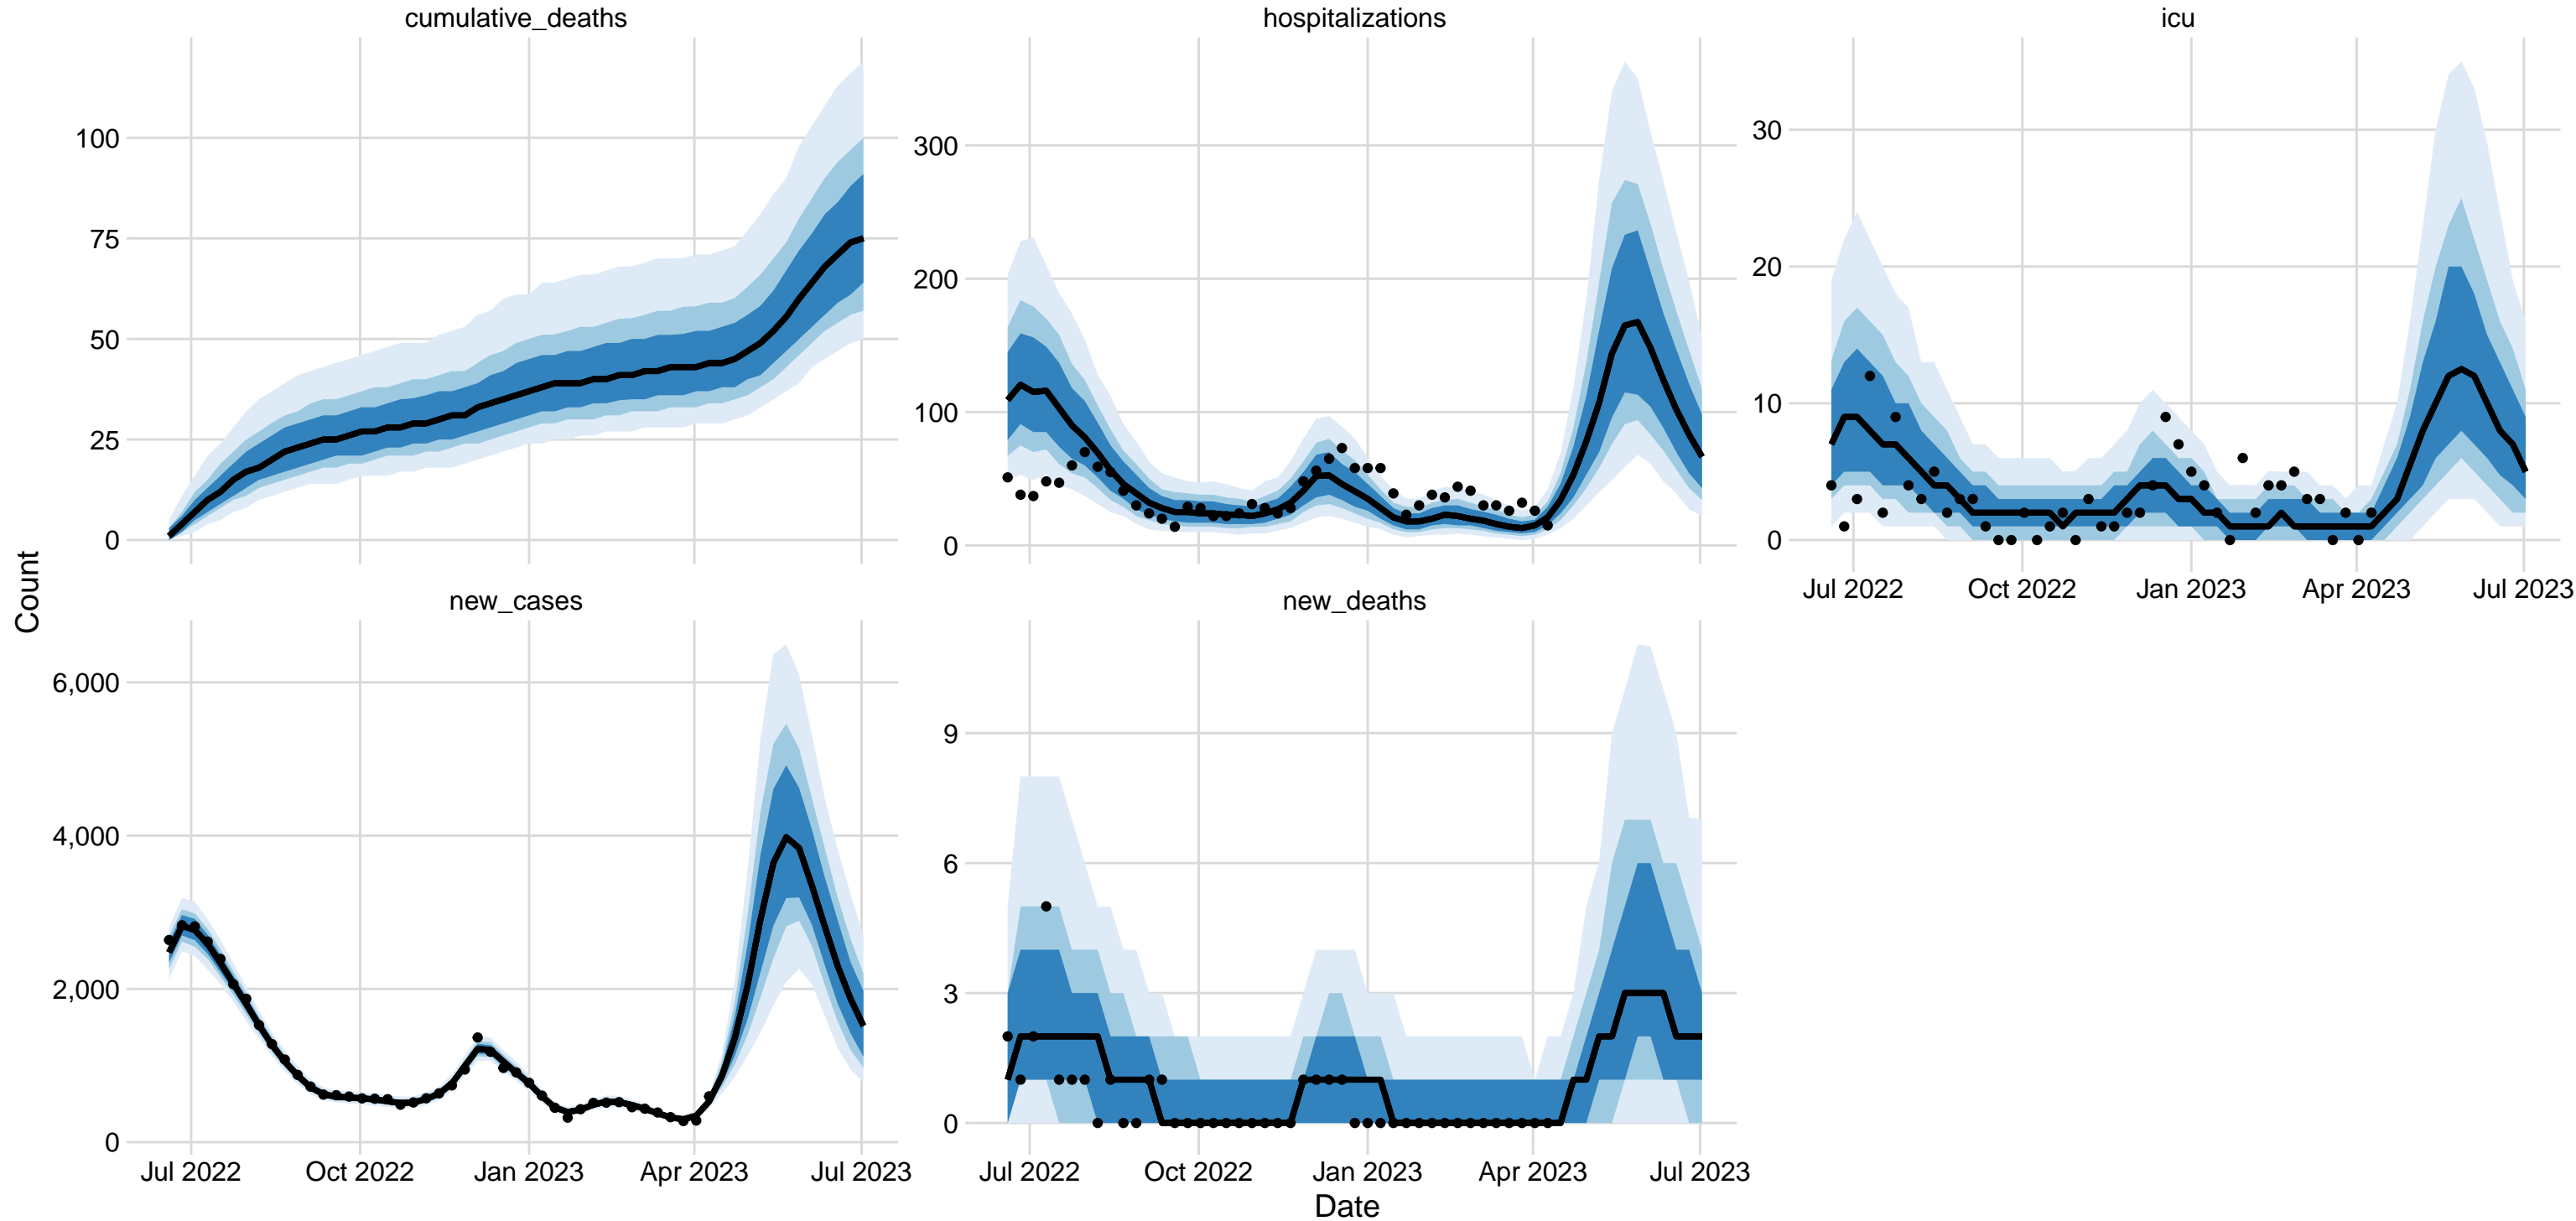 cumulative_deaths
100
75
50
25
0
hospitalizations
300
200
100
0
icu
30
20
10
0
Jul 2022 Oct 2022 Jan 2023 Apr 2023 Jul 2023
Count
new_cases
6,000
4,000
2,000
0
Jul 2022 Oct 2022 Jan 2023 Apr 2023 Jul 2023
new_deaths
9
6
3
0
Jul 2022 Oct 2022 Jan 2023 Apr 2023 Jul 2023
Date